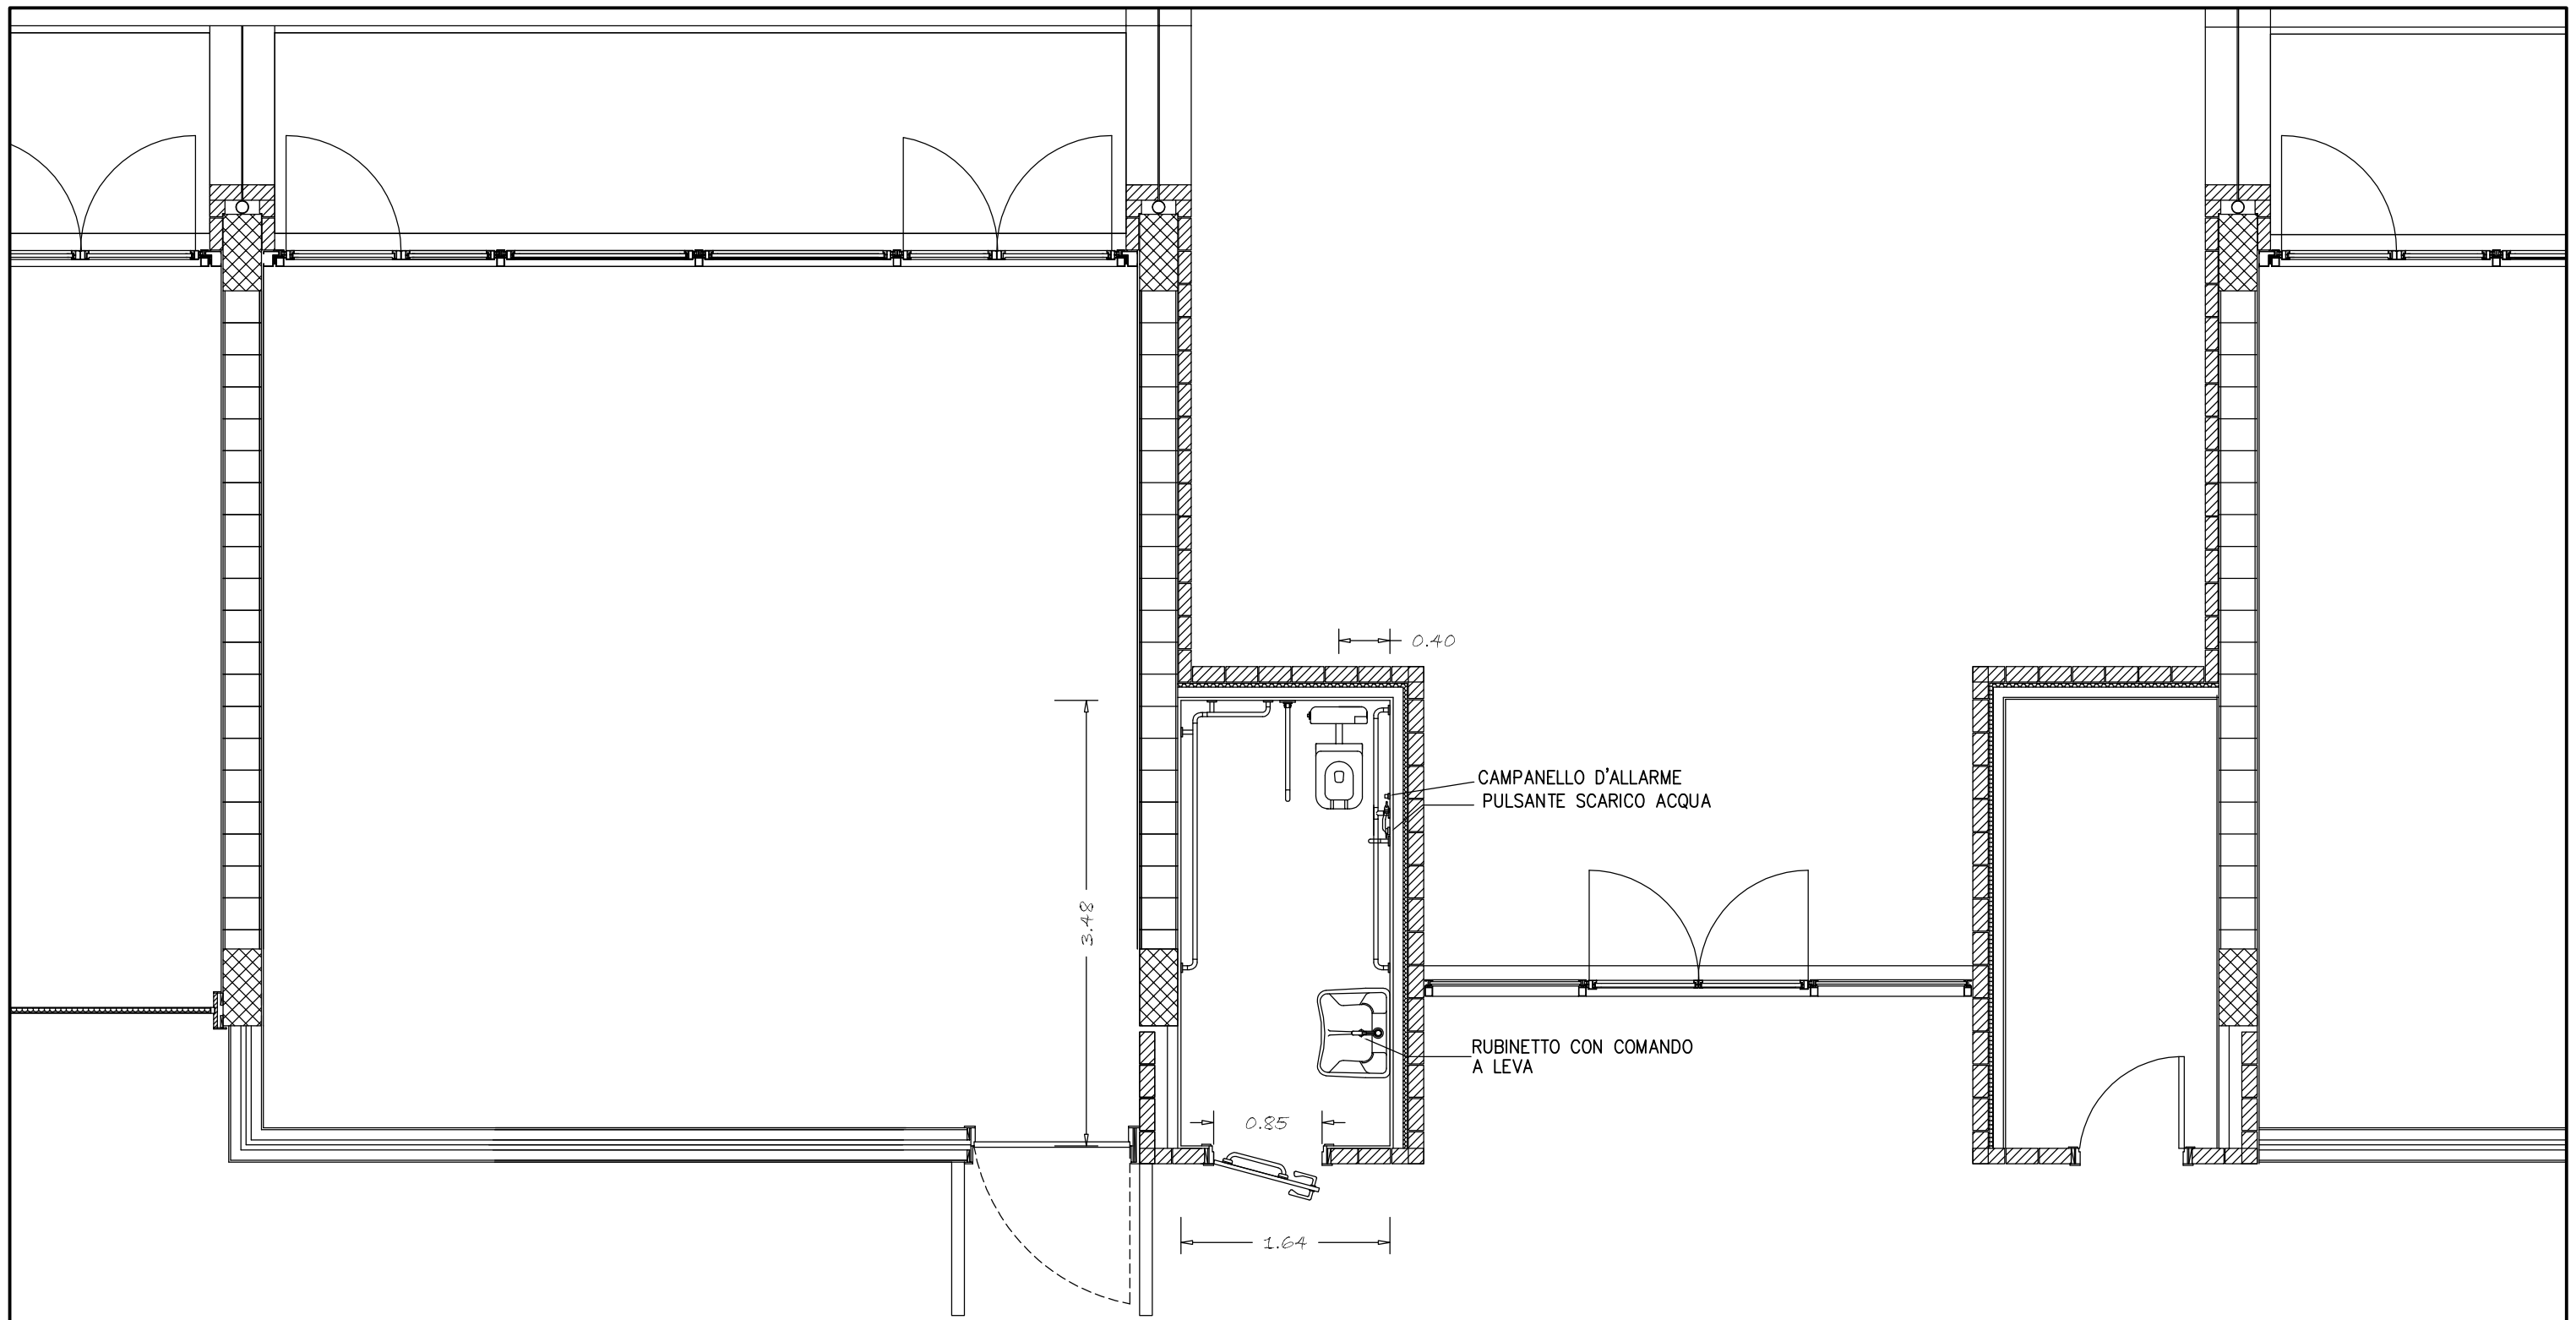 0.40
CAMPANELLO D'ALLARME
PULSANTE SCARICO ACQUA
3.48
RUBINETTO CON COMANDO
A LEVA
0.85
1.64